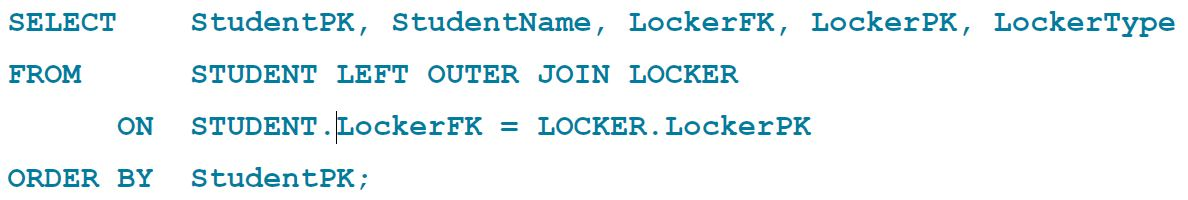 SELECT StudentPK, StudentName, LockerFK, LockerPK, LockerType
FROM STUDENT LEFT OUTER JOIN LOCKER
ON STUDENT.LockerFK = LOCKER.LockerPK
ORDER BY StudentPK;